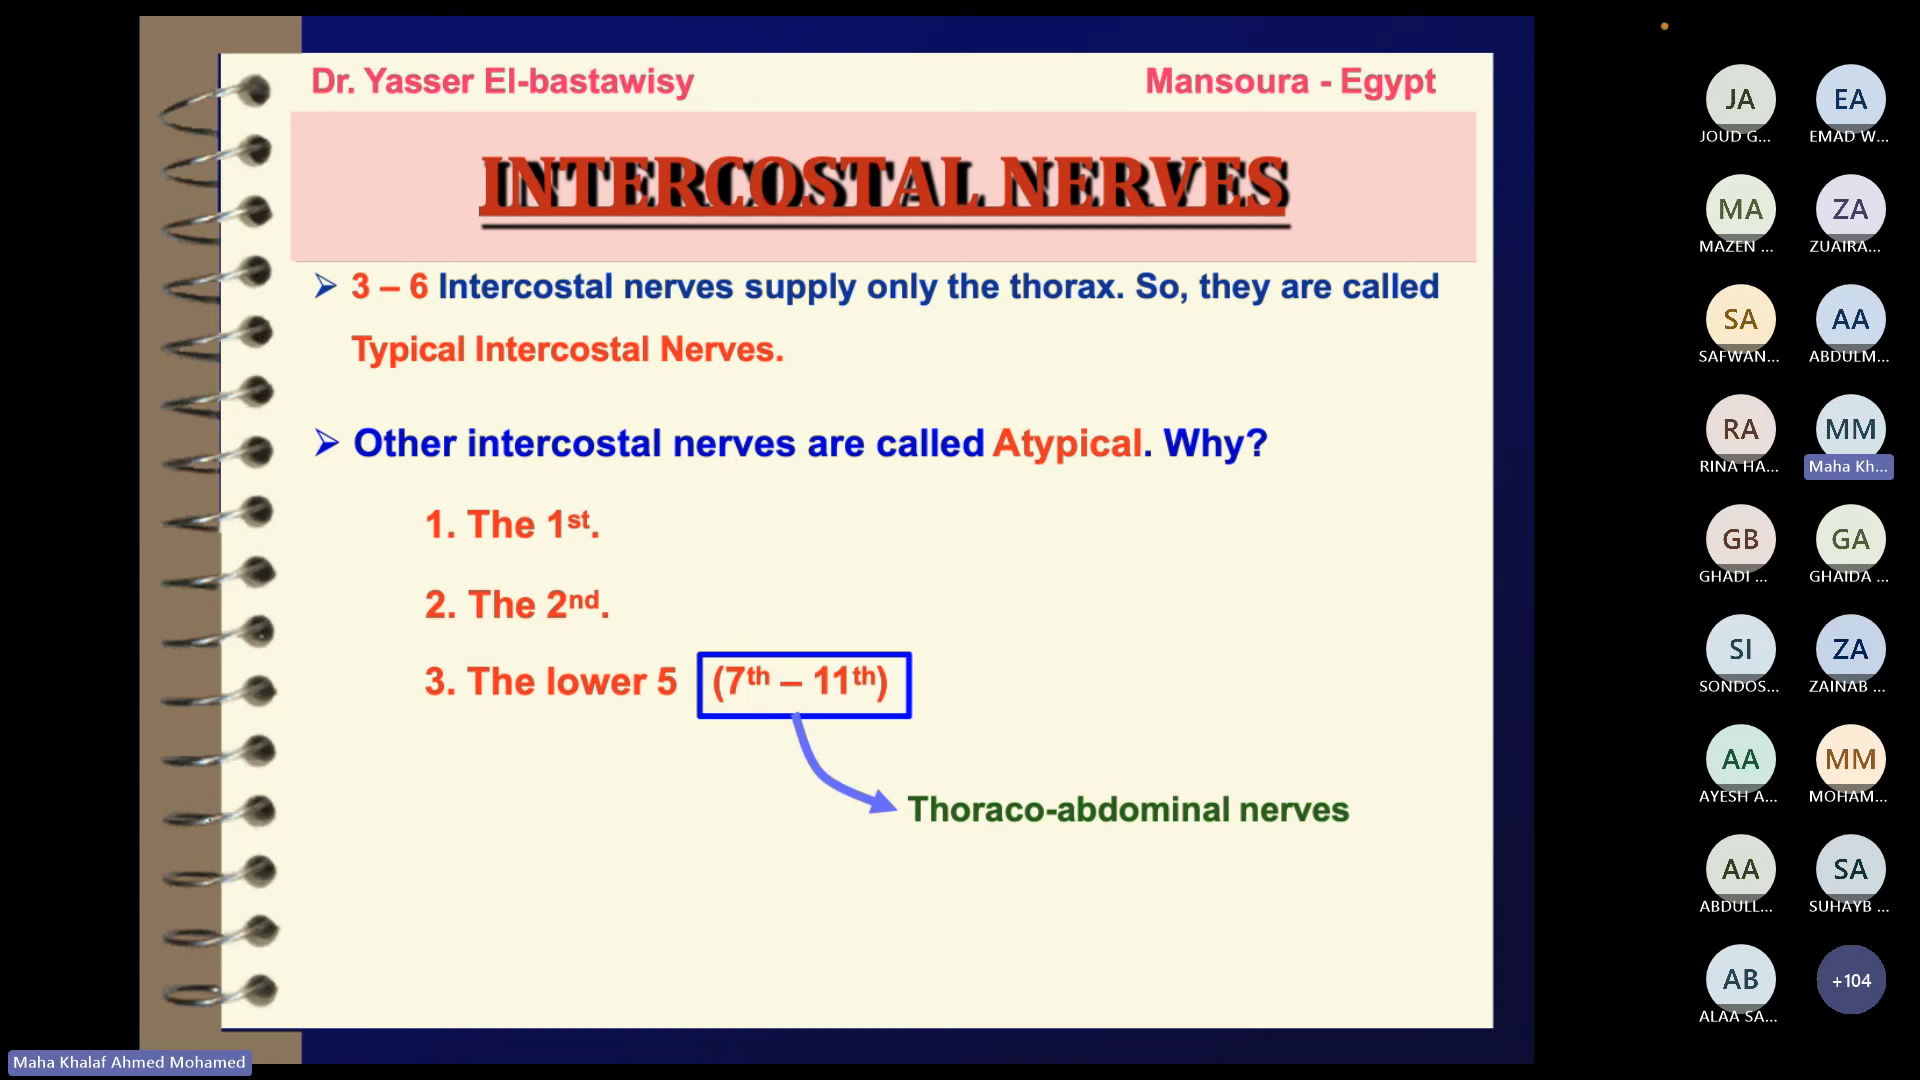 Dr. Yasser El-bastawisy
Mansoura - Egypt
INTERCOSTAL NERVES
➢ 3 – 6 Intercostal nerves supply only the thorax. So, they are called
Typical Intercostal Nerves.
➢ Other intercostal nerves are called Atypical. Why?
1. The 1st.
2. The 2nd.
3. The lower 5 (7th – 11th)
Thoraco-abdominal nerves
JA
JOUD G...
EA
EMAD W...
MA
MAZEN ...
ZA
ZUAIRA...
SA
SAFWAN...
AA
ABDULM...
RA
RINA HA...
MM
Maha Kh...
GB
GHADI ...
GA
GHAIDA ...
SI
SONDOS...
ZA
ZAINAB ...
AA
AYESH A...
MM
MOHAM...
AA
ABDULL...
SA
SUHAYB ...
AB
ALAA SA...
+104
Maha Khalaf Ahmed Mohamed